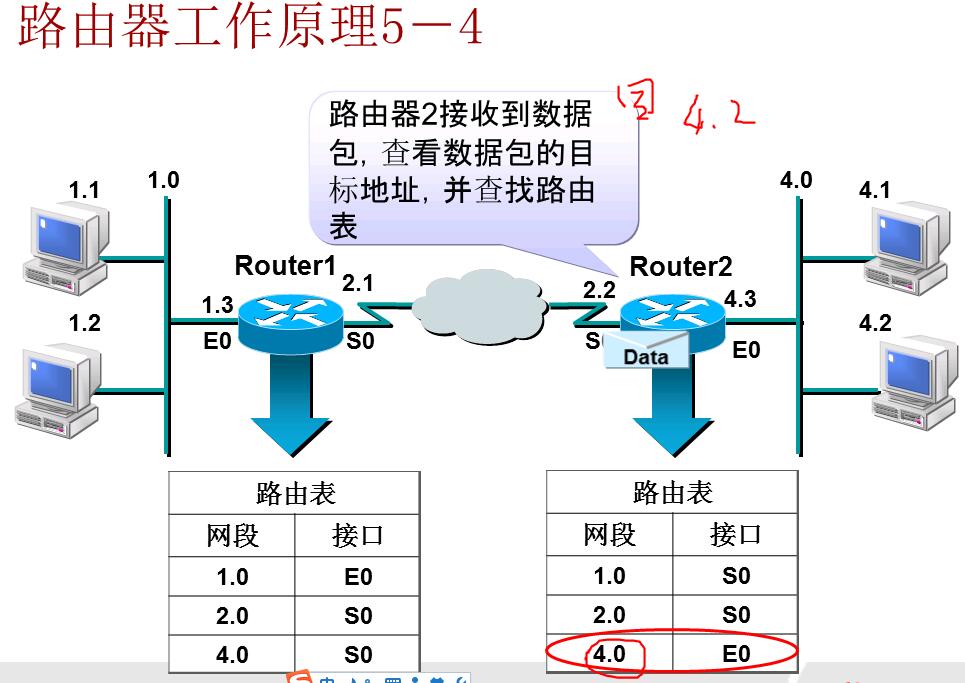 路由器工作原理5－4
路由器2接收到数据
包，查看数据包的目
标地址，并查找路由
表
4.2
1.1
1.0
4.0
4.1
Router1
2.1
2.2
Router2
1.3
4.3
E0
S0
Data
E0
1.2
4.2
路由表
网段 接口
1.0 E0
2.0 S0
4.0 S0
路由表
网段 接口
1.0 S0
2.0 S0
4.0 E0